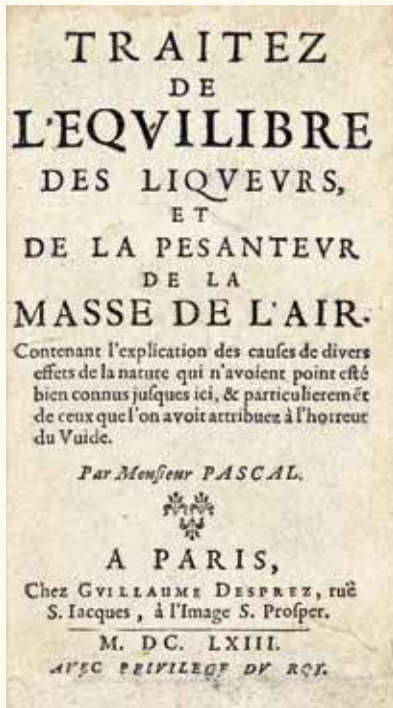 TRAITEZ
DE
L'EQVILIBRE
DES LIQVEVRS,
ET
DE LA PESANTEVR
DE LA
MASSE DE L'AIR.
Contenant l'explication des cauſes de divers
effets de la nature qui n'avoient point eſté
bien connus juſques ici, & particulieremẽt
de ceux que l'on avoit attribuez à l'horreur
du Vuide.
Par Monſieur PASCAL.
A PARIS,
Chez GVILLAUME DESPREZ, ruë
S. Iacques, à l'Image S. Proſper.
M. DC. LXIII.
AVEC PRIVILEGE DV ROY.